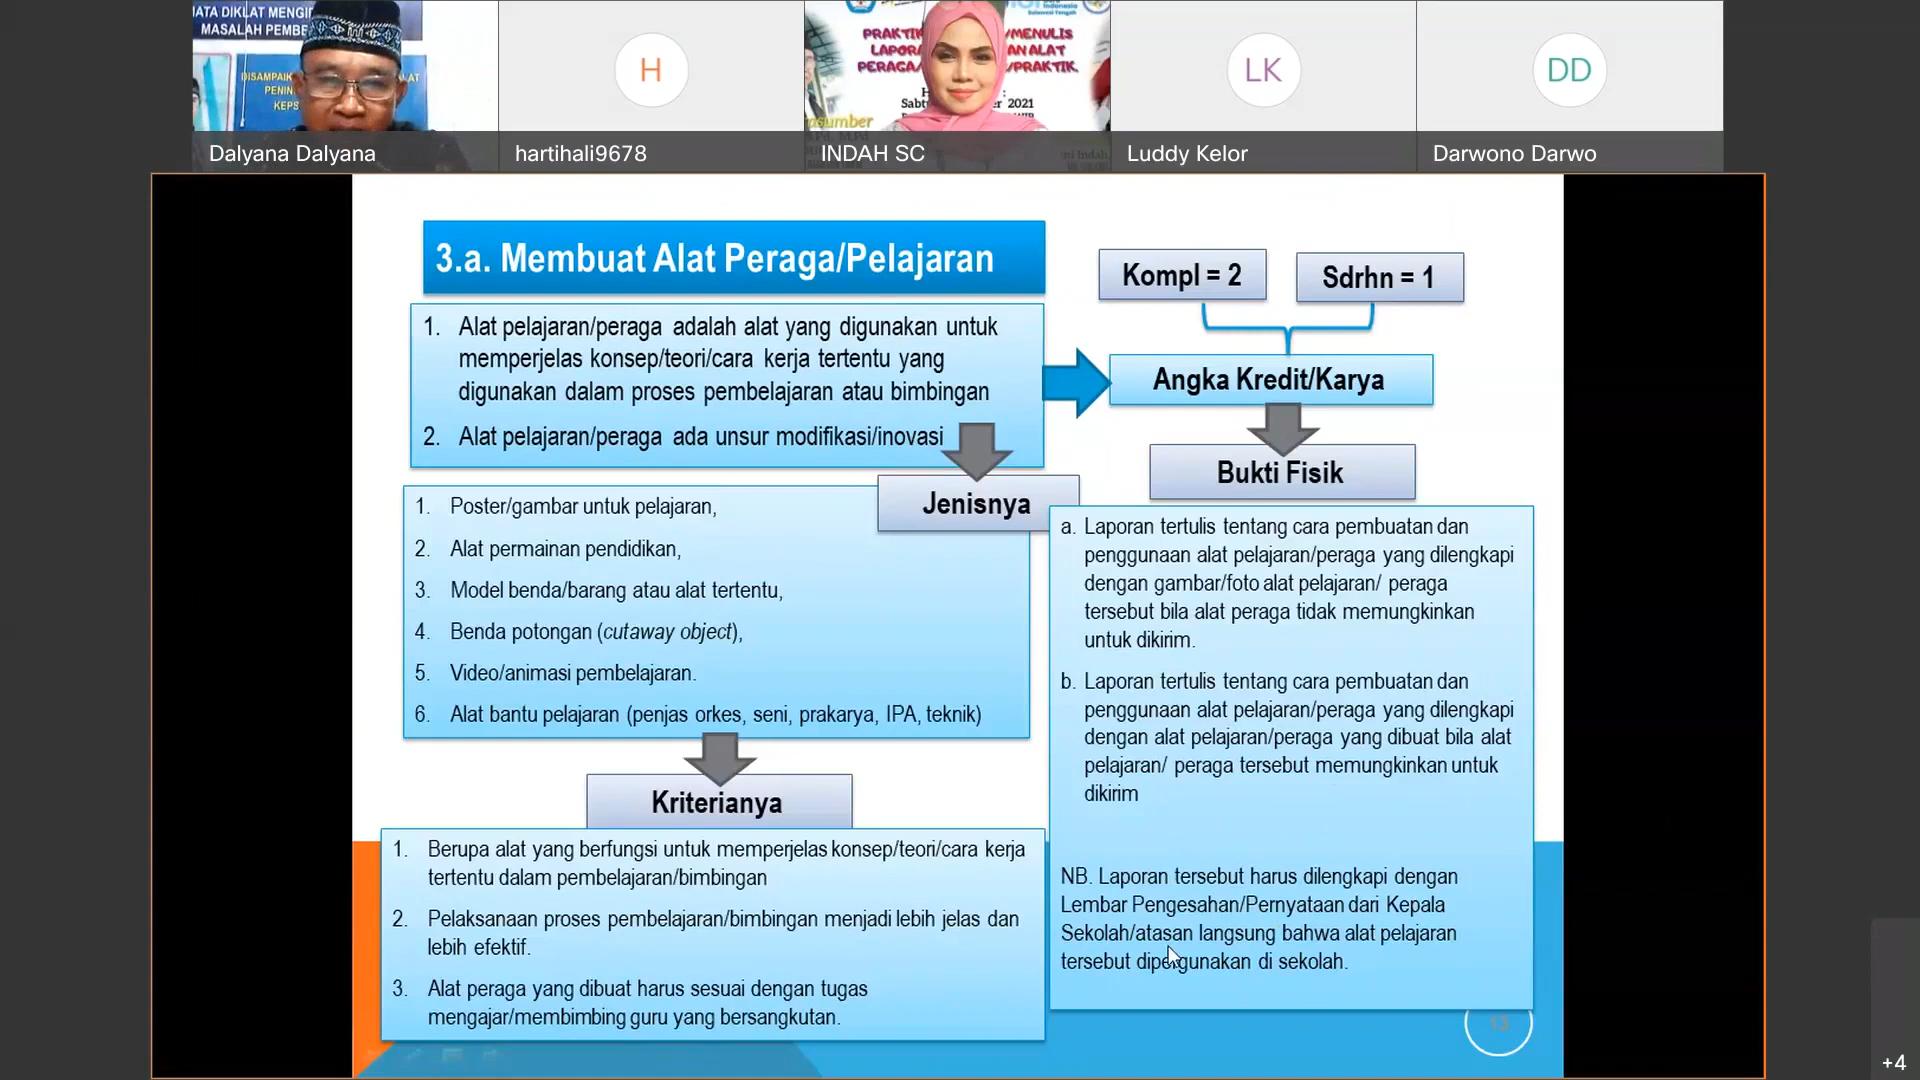 DISAMPAIK
PENIN
KEPS
MASALAH PEMBE
H
PRAKTIK
MENULIS
LAPORA
AN ALAT
PERAGA/
/PRAKTIK.
2021
LK
DD
Dalyana Dalyana
hartihali9678
INDAH SC
Luddy Kelor
Darwono Darwo
3.a. Membuat Alat Peraga/Pelajaran
Kompl = 2
Sdrhn = 1
1. Alat pelajaran/peraga adalah alat yang digunakan untuk
memperjelas konsep/teori/cara kerja tertentu yang
digunakan dalam proses pembelajaran atau bimbingan
2. Alat pelajaran/peraga ada unsur modifikasi/inovasi
Angka Kredit/Karya
Bukti Fisik
Jenisnya
1. Poster/gambar untuk pelajaran,
2. Alat permainan pendidikan,
3. Model benda/barang atau alat tertentu,
4. Benda potongan (cutaway object),
5. Video/animasi pembelajaran.
6. Alat bantu pelajaran (penjas orkes, seni, prakarya, IPA, teknik)
Kriterianya
1. Berupa alat yang berfungsi untuk memperjelas konsep/teori/cara kerja
tertentu dalam pembelajaran/bimbingan
2. Pelaksanaan proses pembelajaran/bimbingan menjadi lebih jelas dan
lebih efektif.
3. Alat peraga yang dibuat harus sesuai dengan tugas
mengajar/membimbing guru yang bersangkutan.
a. Laporan tertulis tentang cara pembuatan dan
penggunaan alat pelajaran/peraga yang dilengkapi
dengan gambar/foto alat pelajaran/ peraga
tersebut bila alat peraga tidak memungkinkan
untuk dikirim.
b. Laporan tertulis tentang cara pembuatan dan
penggunaan alat pelajaran/peraga yang dilengkapi
dengan alat pelajaran/peraga yang dibuat bila alat
pelajaran/ peraga tersebut memungkinkan untuk
dikirim
NB. Laporan tersebut harus dilengkapi dengan
Lembar Pengesahan/Pernyataan dari Kepala
Sekolah/atasan langsung bahwa alat pelajaran
tersebut dipergunakan di sekolah.
13
+4